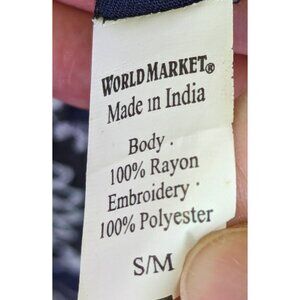 WORLD MARKET®
Made in India
Body .
100% Rayon
Embroidery .
100% Polyester
S/M